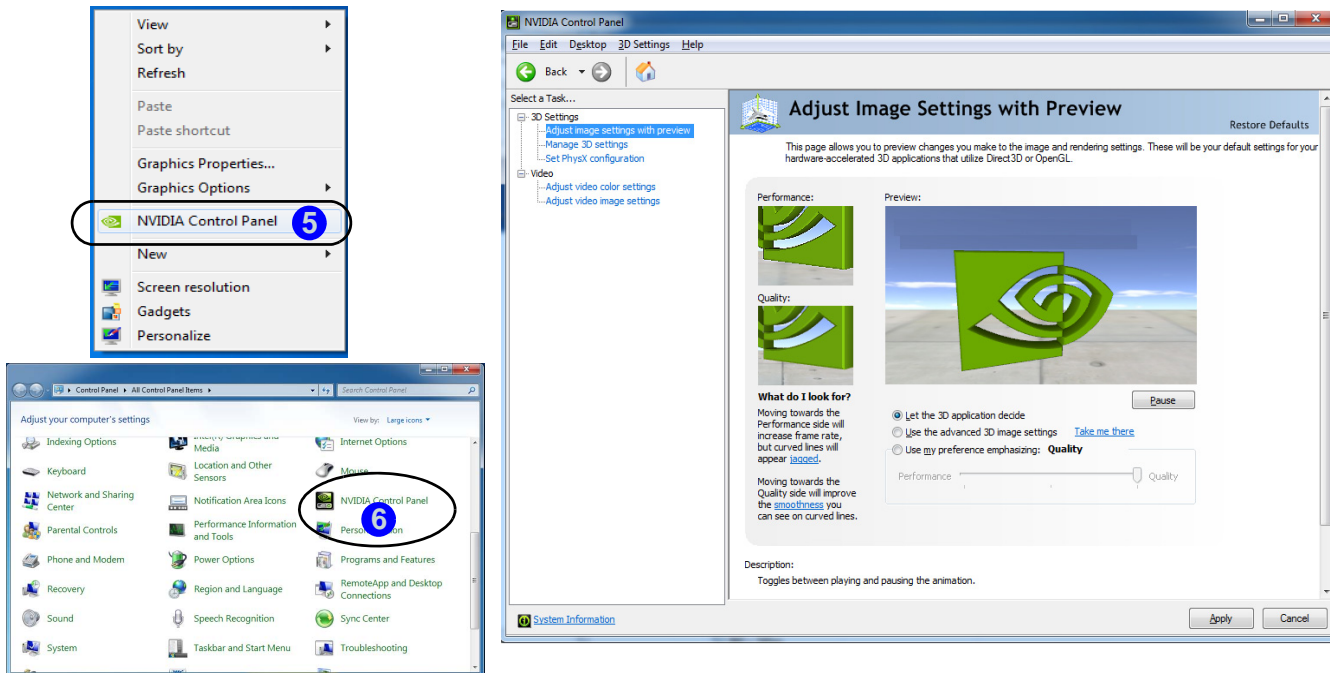 View
Sort by
Refresh
Paste
Paste shortcut
Graphics Properties...
Graphics Options
NVIDIA Control Panel
5
New
Screen resolution
Gadgets
Personalize
Control Panel
All Control Panel Items
Search Control Panel
Adjust your computer's settings
View by:
Large icons
Indexing Options
Media
Internet Options
Keyboard
Location and Other
Sensors
Mouse
Network and Sharing
Center
Notification Area Icons
NVIDIA Control Panel
6
Parental Controls
Performance Information
and Tools
Phone and Modem
Power Options
Programs and Features
Recovery
Region and Language
RemoteApp and Desktop
Connections
Sound
Speech Recognition
Sync Center
System
Taskbar and Start Menu
Troubleshooting
NVIDIA Control Panel
File Edit Desktop 3D Settings Help
Back
Select a Task...
3D Settings
Adjust image settings with preview
Manage 3D settings
Set PhysX configuration
Video
Adjust video color settings
Adjust video image settings
System Information
Adjust Image Settings with Preview
Restore Defaults
This page allows you to preview changes you make to the image and rendering settings. These will be your default settings for your
hardware-accelerated 3D applications that utilize Direct3D or OpenGL.
Performance:
Quality:
What do I look for?
Moving towards the
Performance side will
increase frame rate,
but curved lines will
appear jagged.
Moving towards the
Quality side will improve
the smoothness you
can see on curved lines.
Preview:
Pause
Let the 3D application decide
Use the advanced 3D image settings Take me there
Use my preference emphasizing: Quality
Performance
Quality
Description:
Toggles between playing and pausing the animation.
Apply
Cancel